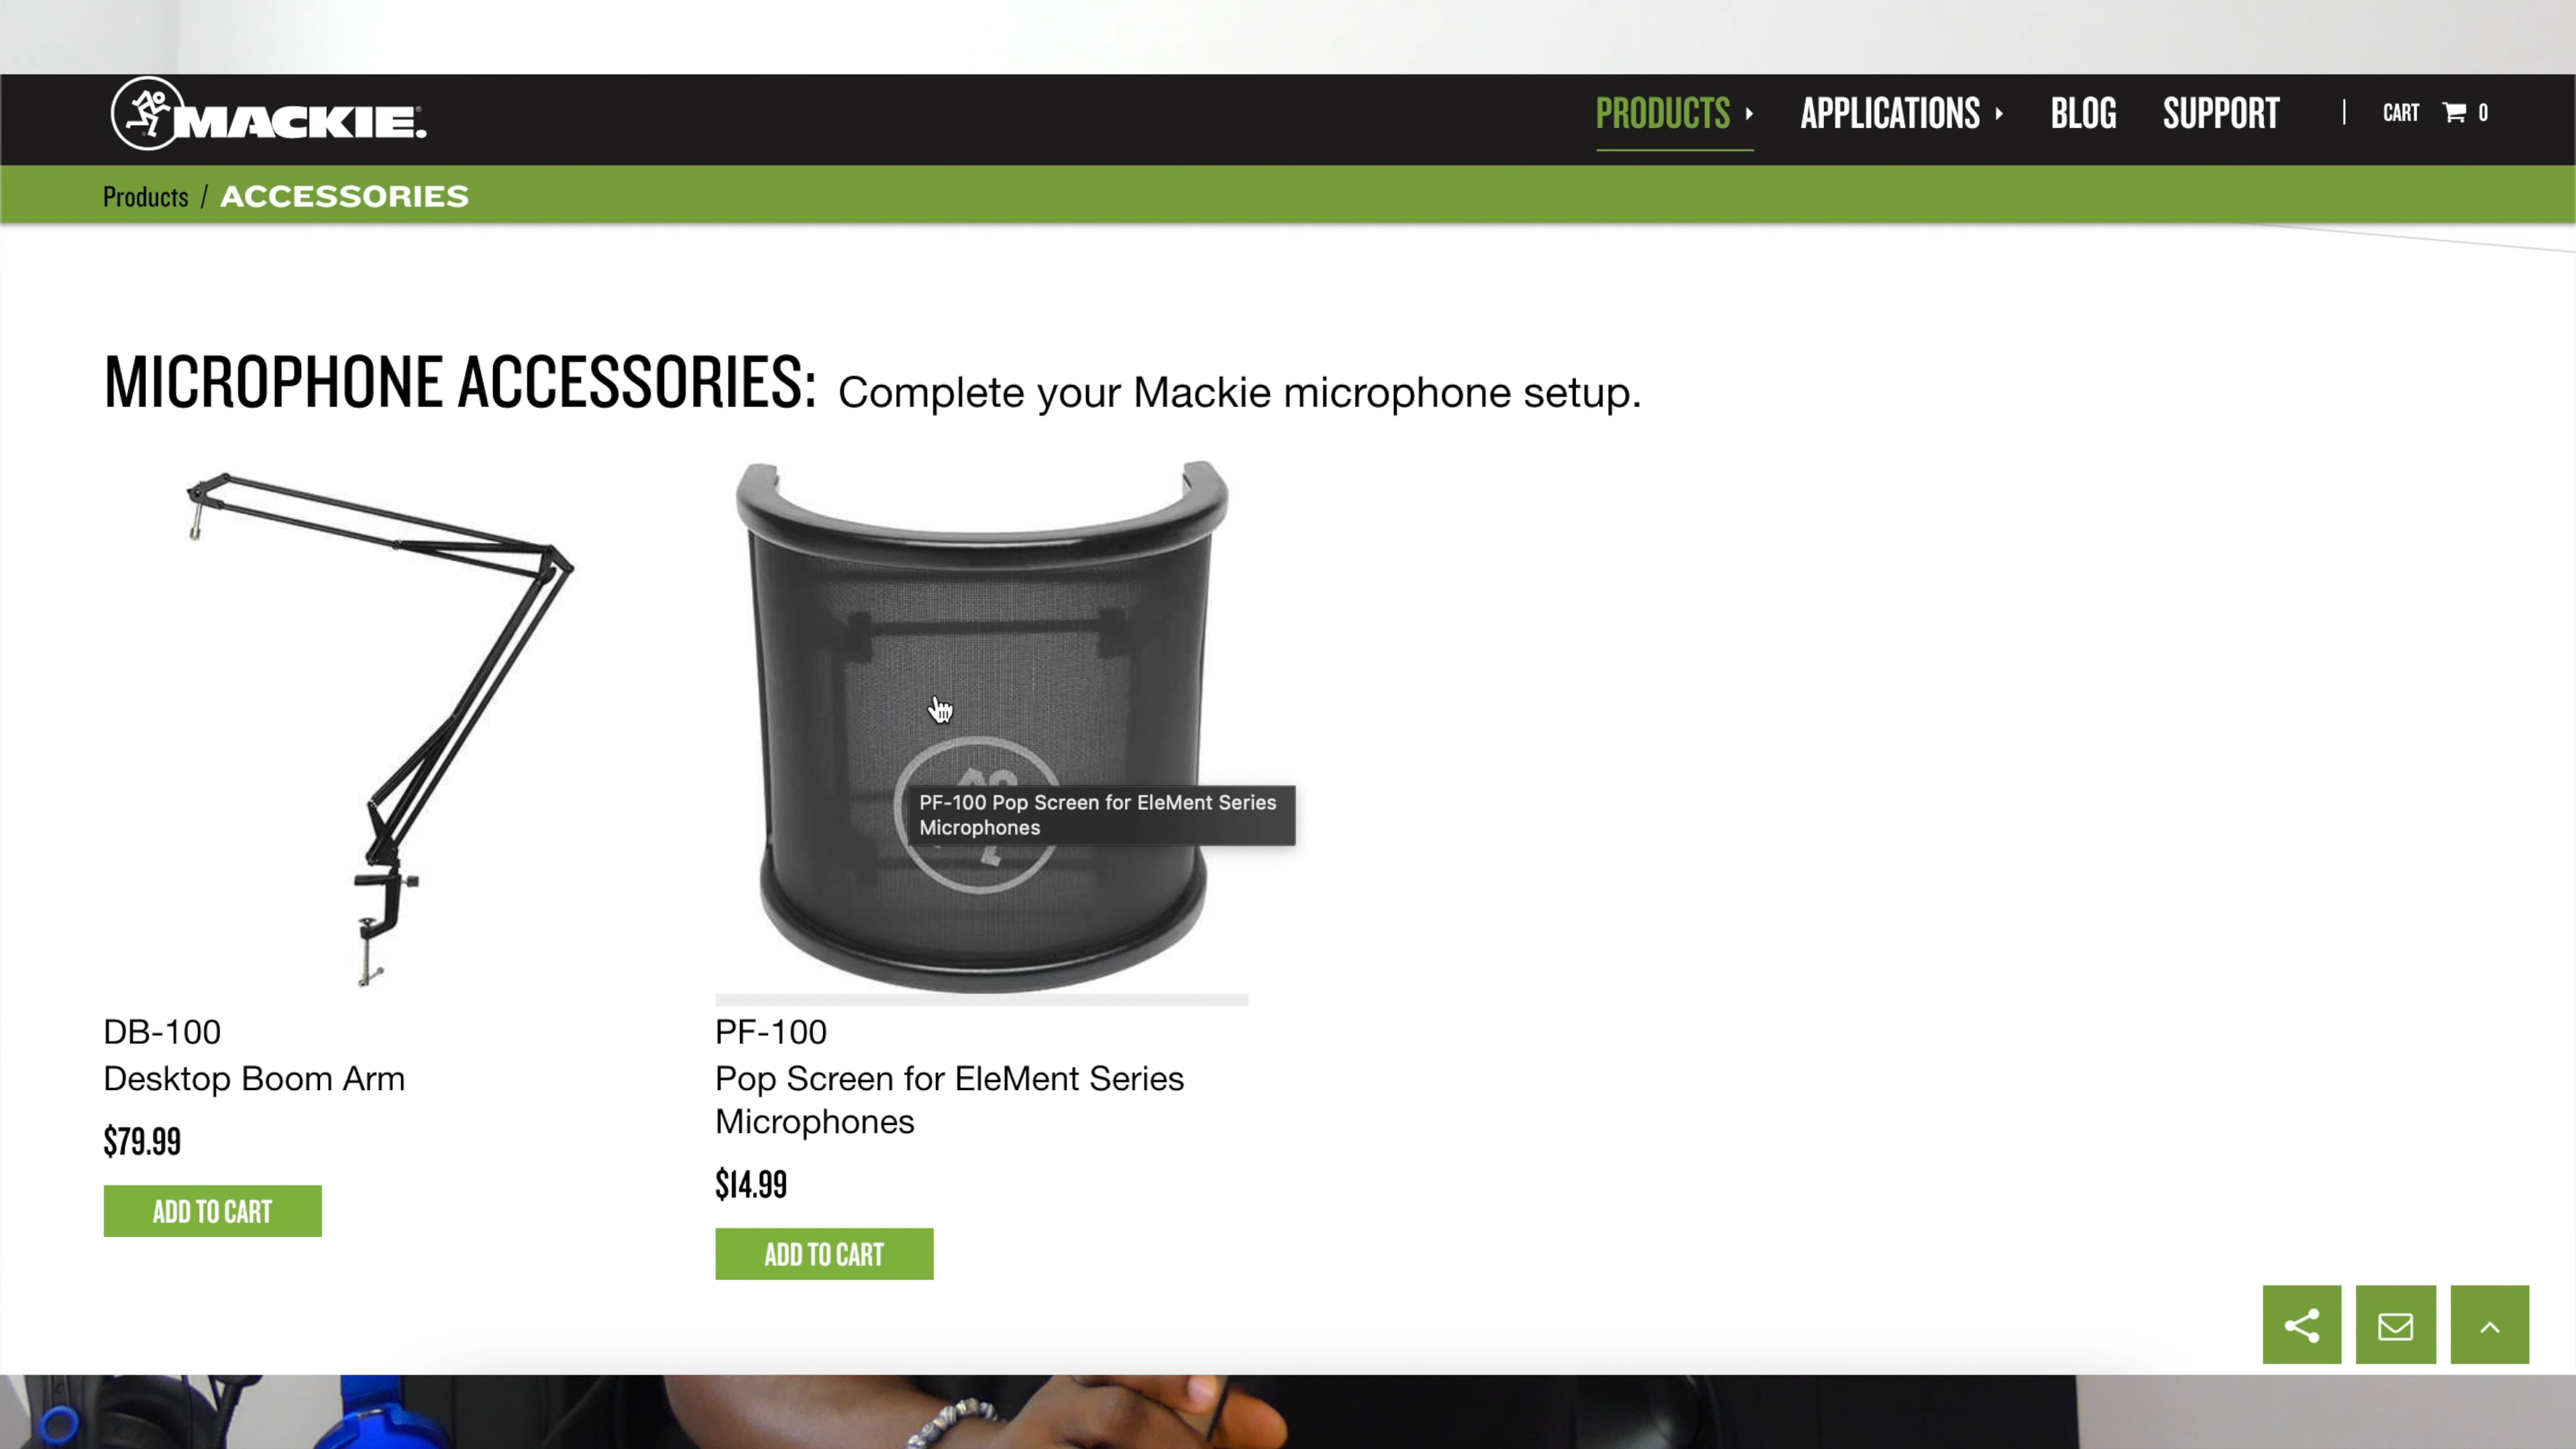 MACKIE.
PRODUCTS
APPLICATIONS
BLOG
SUPPORT
CART
0
Products / ACCESSORIES
MICROPHONE ACCESSORIES: Complete your Mackie microphone setup.
PF-100 Pop Screen for EleMent Series
Microphones
DB-100
Desktop Boom Arm
$79.99
ADD TO CART
PF-100
Pop Screen for EleMent Series
Microphones
$14.99
ADD TO CART